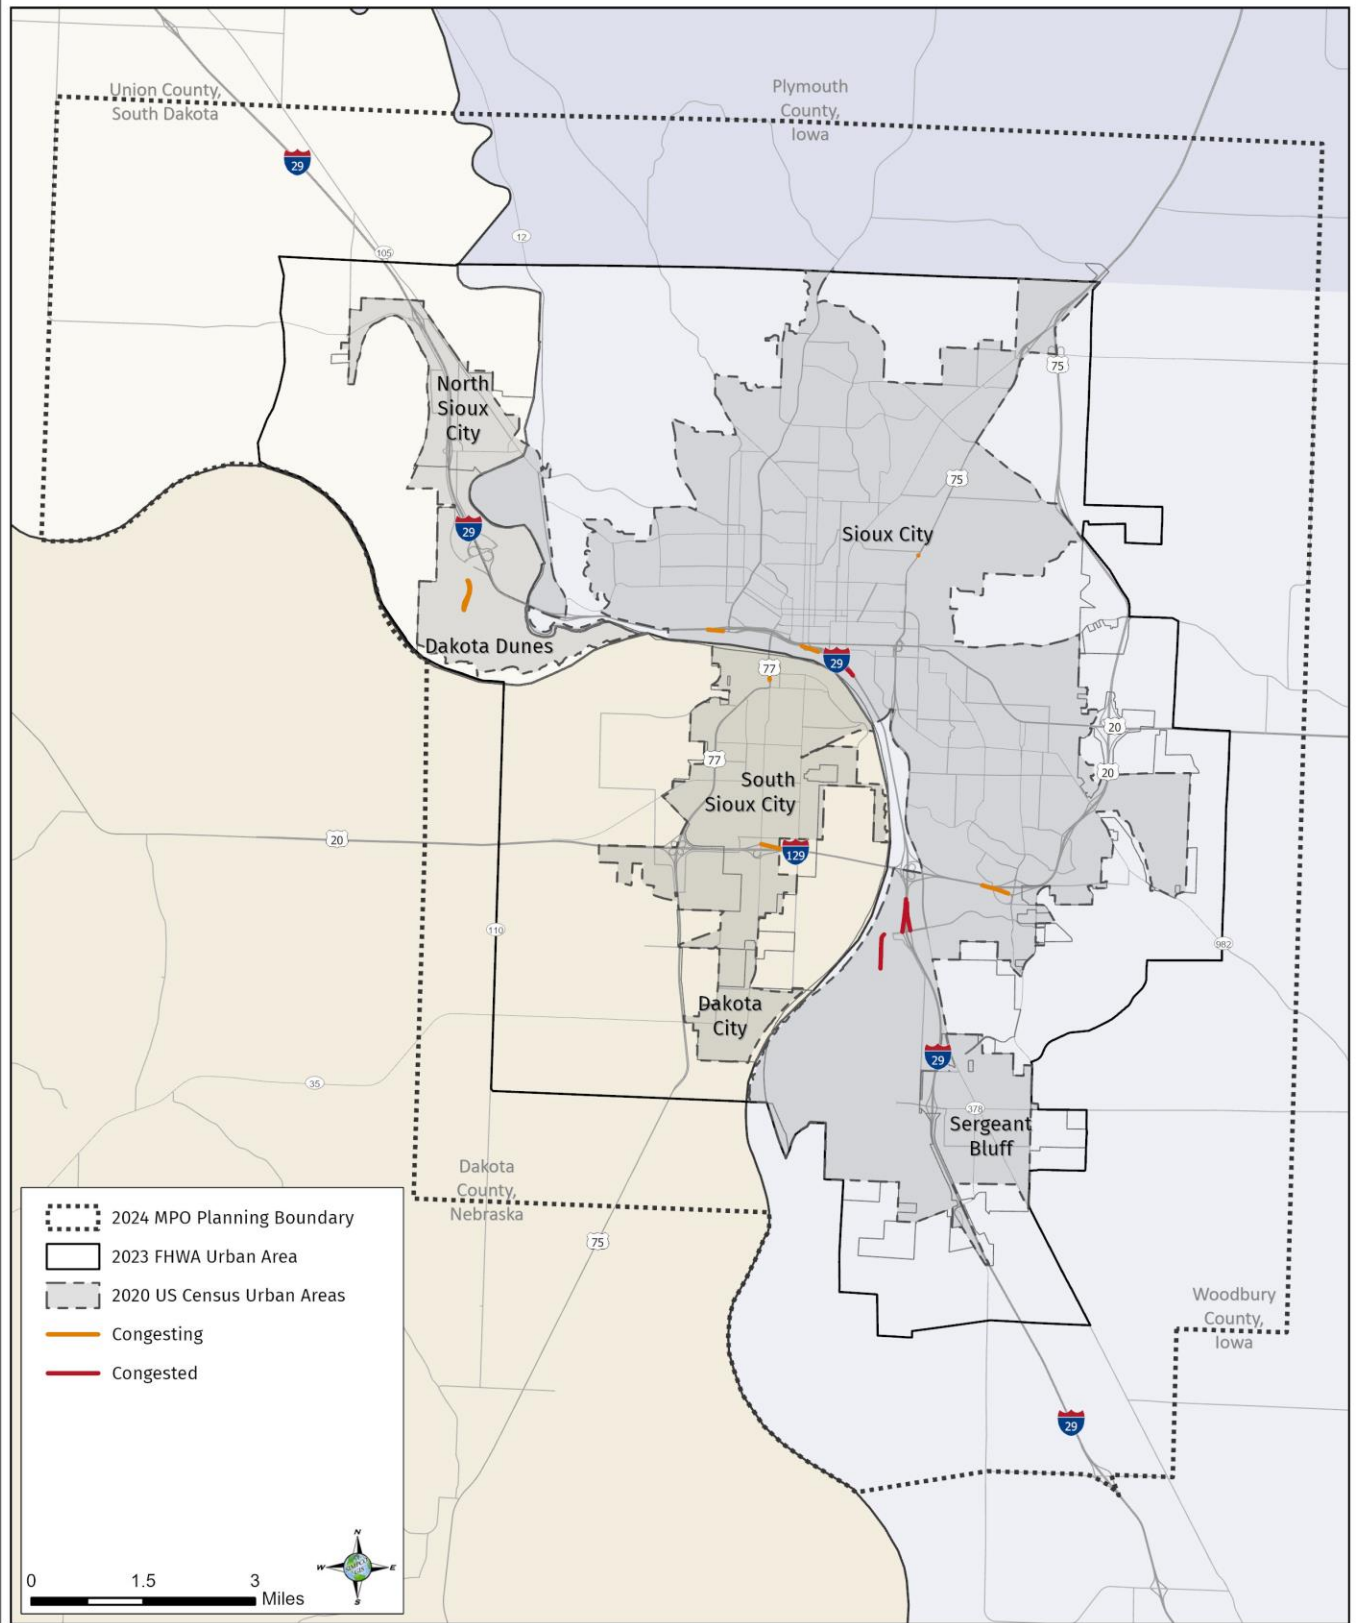 Union County,
South Dakota
Plymouth
County,
Iowa
29
105
12
North
Sioux
City
75
75
29
Sioux City
Dakota Dunes
29
77
77
20
20
South
Sioux City
20
129
110
982
Dakota
City
29
35
378
Sergeant
Bluff
Dakota
County,
Nebraska
75
Woodbury
County,
Iowa
29
2024 MPO Planning Boundary
2023 FHWA Urban Area
2020 US Census Urban Areas
Congesting
Congested
N
W
E
S
0 1.5 3
Miles